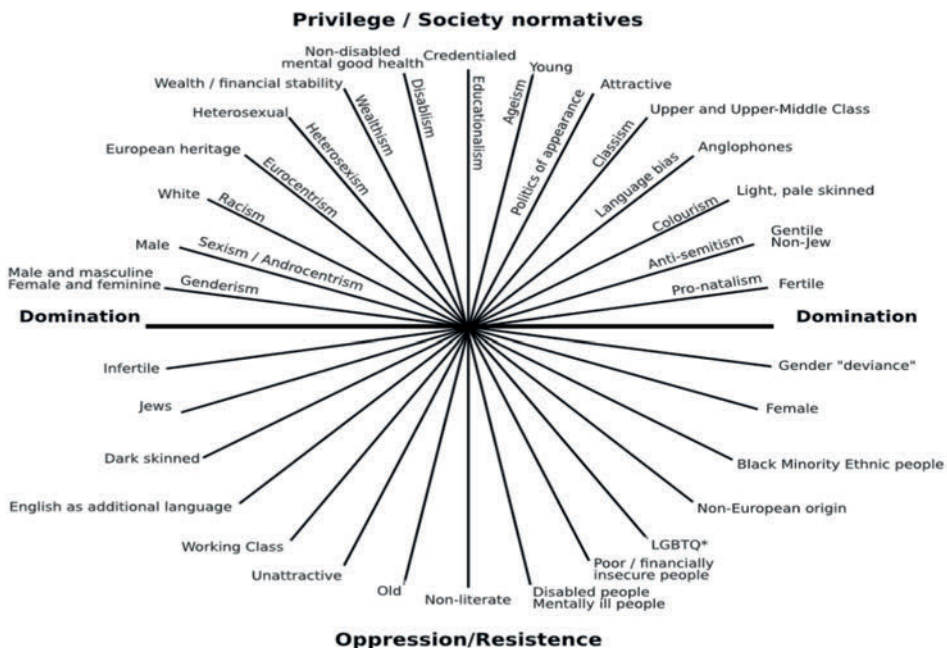 Privilege / Society normatives
Non-disabled
mental good health
Credentialed
Young
Wealth / financial stability
Attractive
Heterosexual
Upper and Upper-Middle Class
European heritage
Anglophones
White
Light, pale skinned
Male
Gentile
Non-Jew
Male and masculine
Female and feminine
Fertile
Genderism
Sexism / Androcentrism
Racism
Eurocentrism
Heterosexism
Wealthism
Disablism
Educationalism
Ageism
Politics of appearance
Classism
Language bias
Colourism
Anti-semitism
Pro-natalism
Domination
Domination
Infertile
Gender "deviance"
Jews
Female
Dark skinned
Black Minority Ethnic people
English as additional language
Non-European origin
Working Class
LGBTQ*
Unattractive
Poor / financially
insecure people
Old
Non-literate
Disabled people
Mentally ill people
Oppression/Resistence